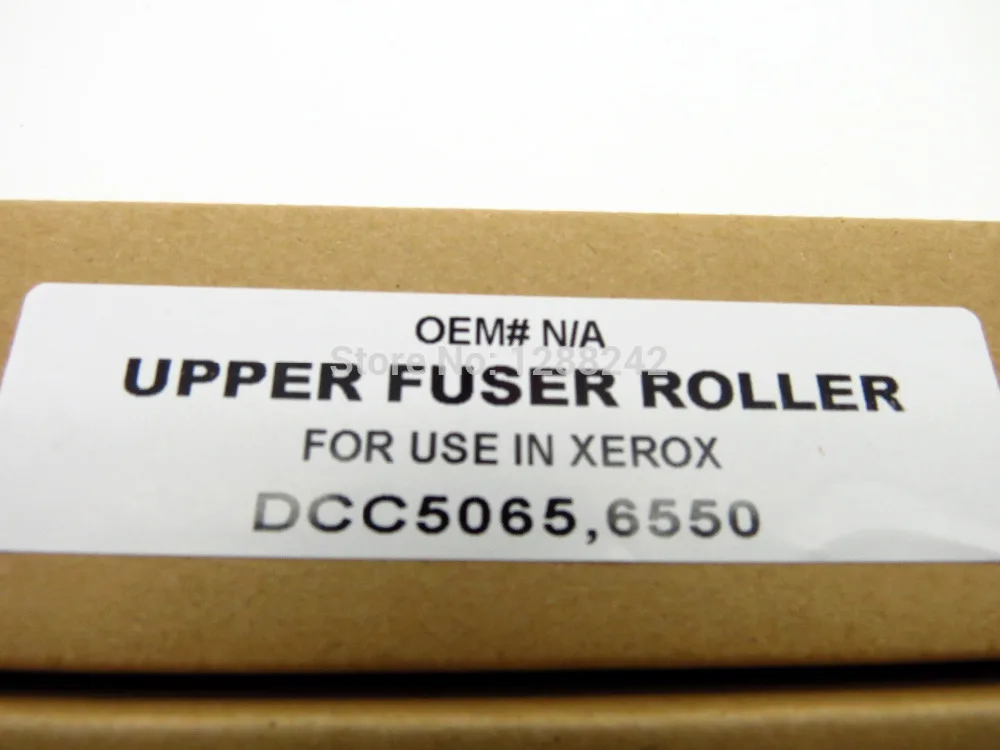 OEM# N/A
Store No: 1288242
UPPER FUSER ROLLER
FOR USE IN XEROX
DCC5065,6550